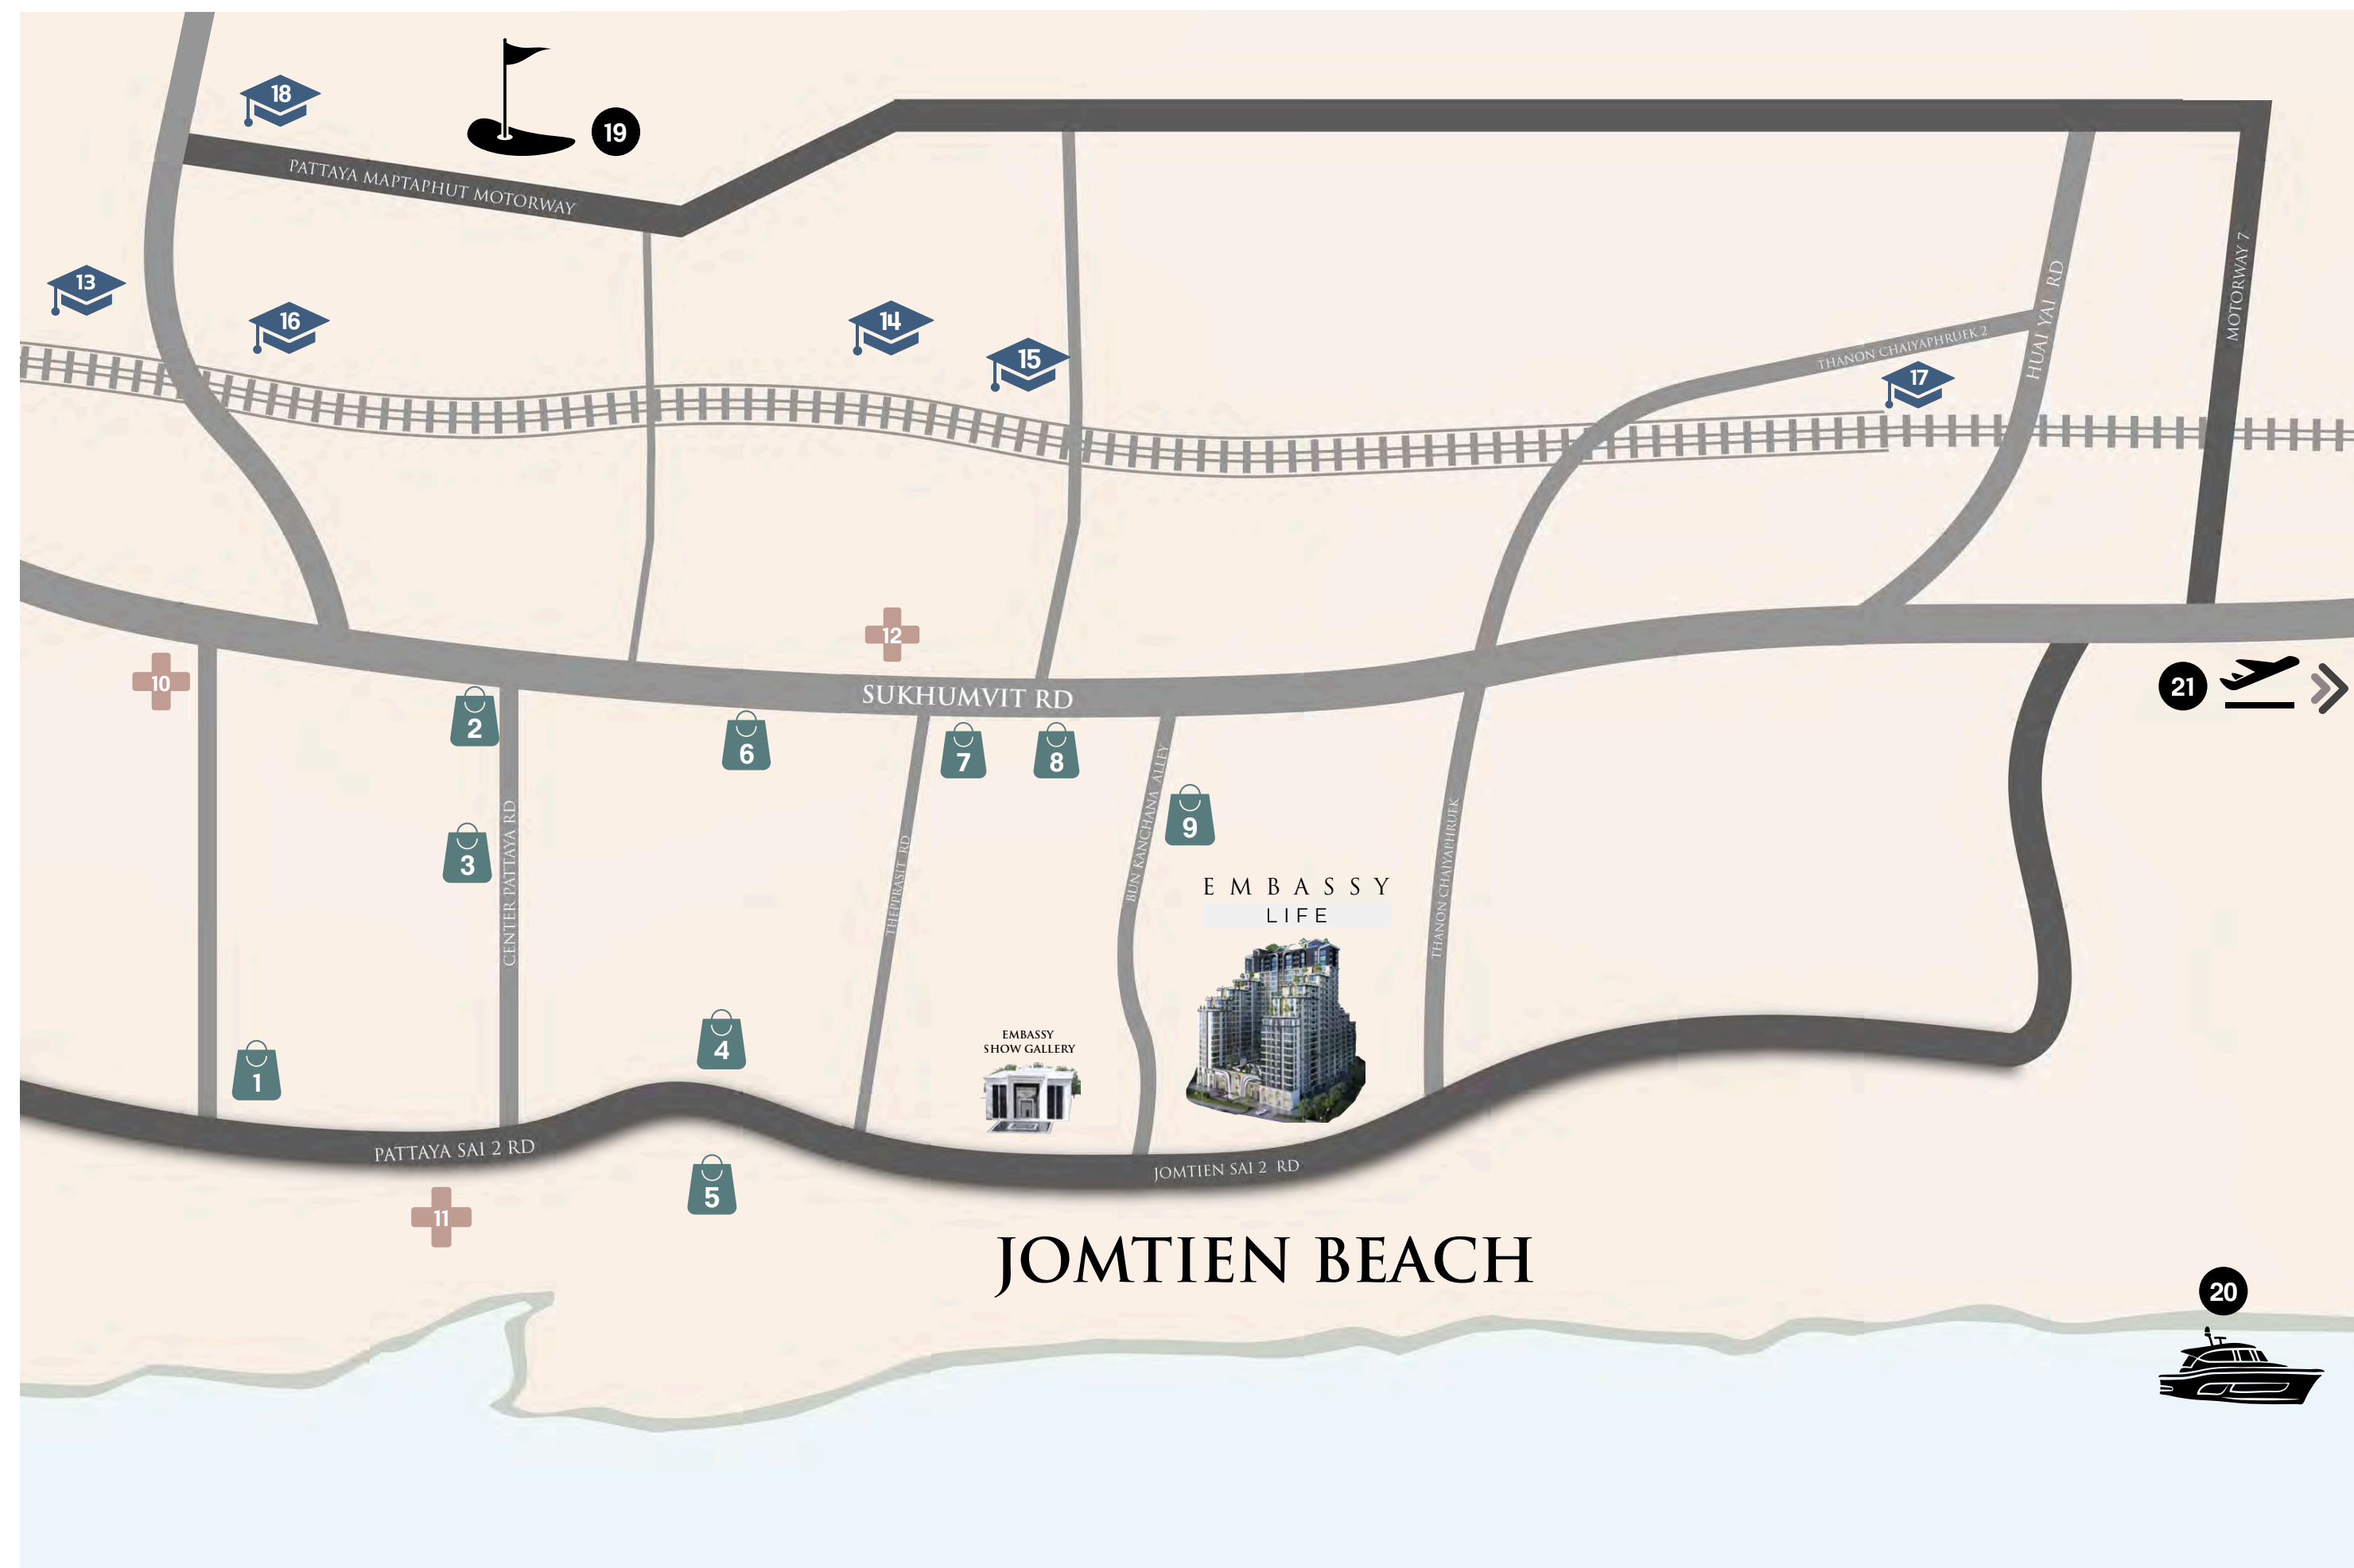 18
19
PATTAYA MAPTAPHUT MOTORWAY
13
16
14
15
THANON CHAIYAPHRUEK 2
HUAI YAI RD
MOTORWAY 7
17
10
12
SUKHUMVIT RD
2
6
7
8
21
3
CENTER PATTAYA RD
THEPPRASIT RD
BUN KANCHANA ALLEY
9
THANON CHAIYAPHRUEK
EMBASSY
LIFE
1
4
EMBASSY
SHOW GALLERY
PATTAYA SAI 2 RD
JOMTIEN SAI 2 RD
11
5
JOMTIEN BEACH
20